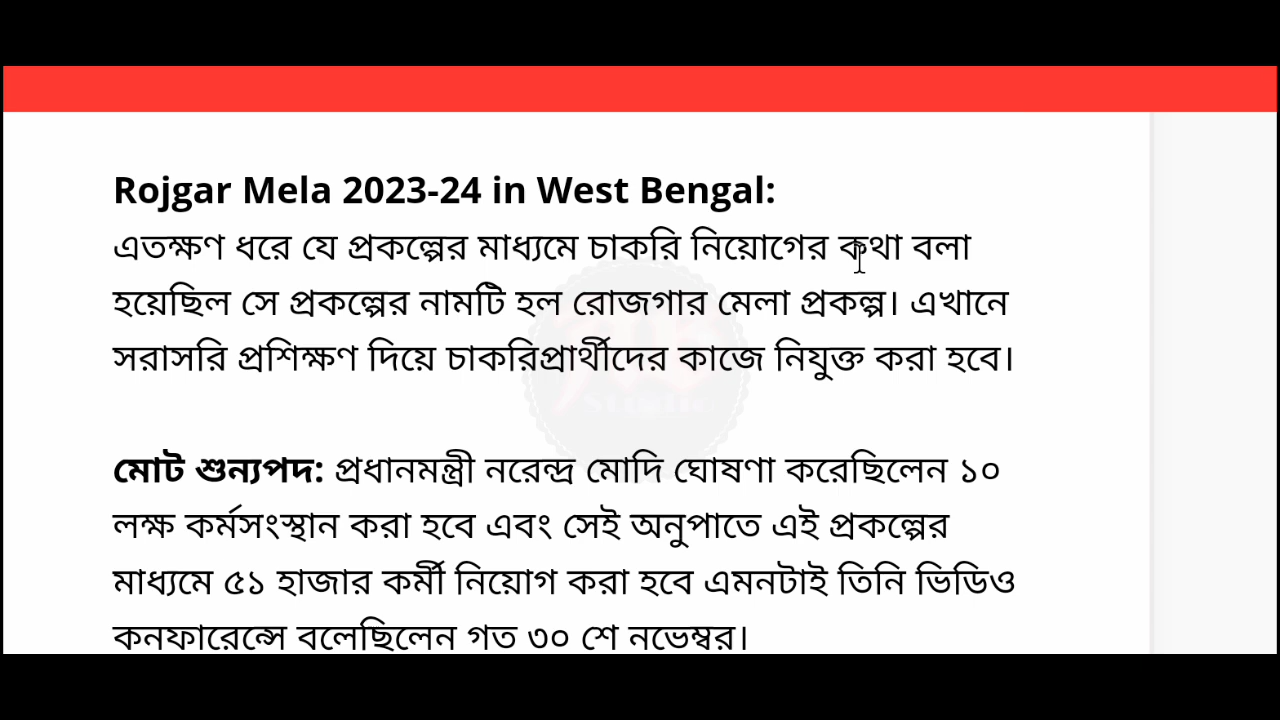 Rojgar Mela 2023-24 in West Bengal:
এতক্ষণ ধরে যে প্রকল্পের মাধ্যমে চাকরি নিয়োগের কথা বলা
হয়েছিল সে প্রকল্পের নামটি হল রোজগার মেলা প্রকল্প। এখানে
সরাসরি প্রশিক্ষণ দিয়ে চাকরিপ্রার্থীদের কাজে নিযুক্ত করা হবে।
মোট শুন্যপদ: প্রধানমন্ত্রী নরেন্দ্র মোদি ঘোষণা করেছিলেন ১০
লক্ষ কর্মসংস্থান করা হবে এবং সেই অনুপাতে এই প্রকল্পের
মাধ্যমে ৫১ হাজার কর্মী নিয়োগ করা হবে এমনটাই তিনি ভিডিও
কনফারেন্সে বলেছিলেন গত ৩০ শে নভেম্বর।